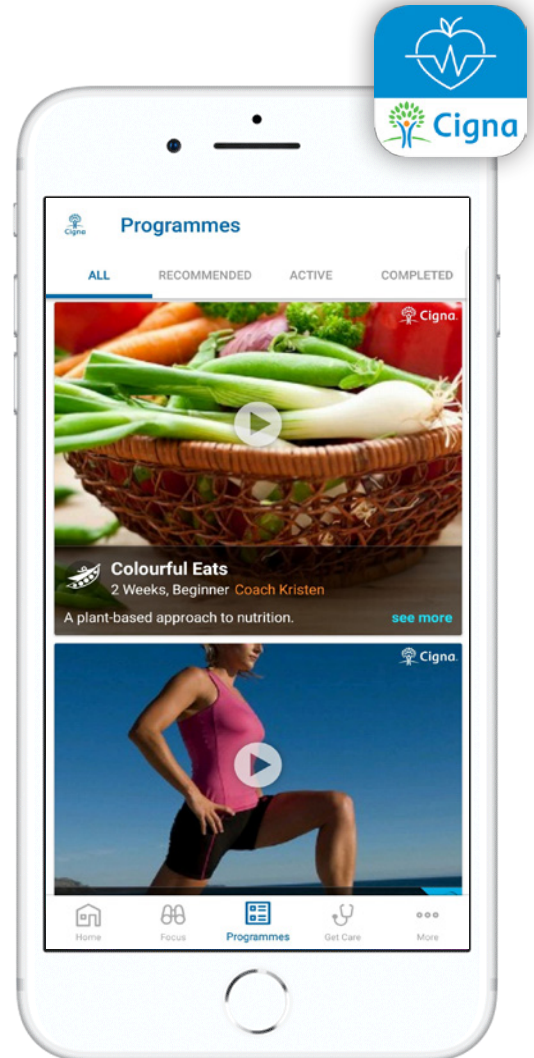 Cigna
Cigna
Programmes
ALL RECOMMENDED ACTIVE COMPLETED
Cigna.
Colourful Eats
2 Weeks, Beginner Coach Kristen
A plant-based approach to nutrition. see more
Cigna.
Home Focus Programmes Get Care More